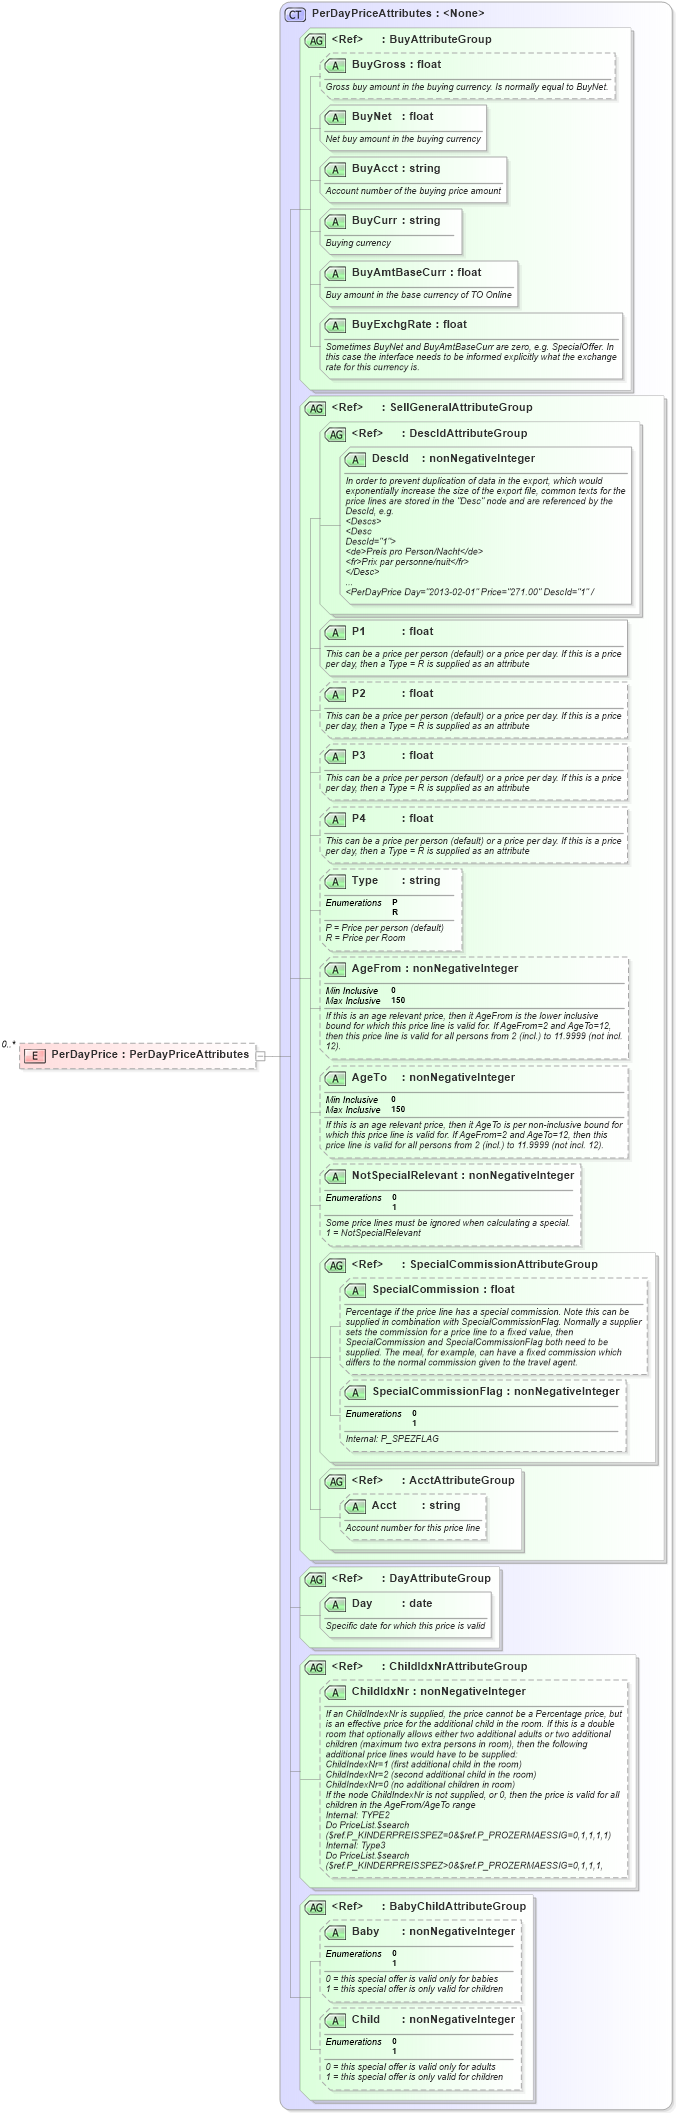 CT PerDayPriceAttributes : <None>
AG <Ref> : BuyAttributeGroup
A BuyGross : float
Gross buy amount in the buying currency. Is normally equal to BuyNet.
A BuyNet : float
Net buy amount in the buying currency
A BuyAcct : string
Account number of the buying price amount
A BuyCurr : string
Buying currency
A BuyAmtBaseCurr : float
Buy amount in the base currency of TO Online
A BuyExchgRate : float
Sometimes BuyNet and BuyAmtBaseCurr are zero, e.g. SpecialOffer. In
this case the interface needs to be informed explicitly what the exchange
rate for this currency is.
AG <Ref> : SellGeneralAttributeGroup
AG <Ref> : DescIdAttributeGroup
A DescId : nonNegativeInteger
In order to prevent duplication of data in the export, which would
exponentially increase the size of the export file, common texts for the
price lines are stored in the "Desc" node and are referenced by the
DescId, e.g.
<Descs>
<Desc
DescId="1">
<de>Preis pro Person/Nacht</de>
<fr>Prix par personne/nuit</fr>
</Desc>
...
<PerDayPrice Day="2013-02-01" Price="271.00" DescId="1" /
A P1 : float
This can be a price per person (default) or a price per day. If this is a price
per day, then a Type = R is supplied as an attribute
A P2 : float
This can be a price per person (default) or a price per day. If this is a price
per day, then a Type = R is supplied as an attribute
A P3 : float
This can be a price per person (default) or a price per day. If this is a price
per day, then a Type = R is supplied as an attribute
A P4 : float
This can be a price per person (default) or a price per day. If this is a price
per day, then a Type = R is supplied as an attribute
A Type : string
Enumerations P
R
P = Price per person (default)
R = Price per Room
A AgeFrom : nonNegativeInteger
Min Inclusive 0
Max Inclusive 150
If this is an age relevant price, then it AgeFrom is the lower inclusive
bound for which this price line is valid for. If AgeFrom=2 and AgeTo=12,
then this price line is valid for all persons from 2 (incl.) to 11.9999 (not incl.
12).
0..*
E PerDayPrice : PerDayPriceAttributes
A AgeTo : nonNegativeInteger
Min Inclusive 0
Max Inclusive 150
If this is an age relevant price, then it AgeTo is per non-inclusive bound for
which this price line is valid for. If AgeFrom=2 and AgeTo=12, then this
price line is valid for all persons from 2 (incl.) to 11.9999 (not incl. 12).
A NotSpecialRelevant : nonNegativeInteger
Enumerations 0
1
Some price lines must be ignored when calculating a special.
1 = NotSpecialRelevant
AG <Ref> : SpecialCommissionAttributeGroup
A SpecialCommission : float
Percentage if the price line has a special commission. Note this can be
supplied in combination with SpecialCommissionFlag. Normally a supplier
sets the commission for a price line to a fixed value, then
SpecialCommission and SpecialCommissionFlag both need to be
supplied. The meal, for example, can have a fixed commission which
differs to the normal commission given to the travel agent.
A SpecialCommissionFlag : nonNegativeInteger
Enumerations 0
1
Internal: P_SPEZFLAG
AG <Ref> : AcctAttributeGroup
A Acct : string
Account number for this price line
AG <Ref> : DayAttributeGroup
A Day : date
Specific date for which this price is valid
AG <Ref> : ChildIdxNrAttributeGroup
A ChildIdxNr : nonNegativeInteger
If an ChildIndexNr is supplied, the price cannot be a Percentage price, but
is an effective price for the additional child in the room. If this is a double
room that optionally allows either two additional adults or two additional
children (maximum two extra persons in room), then the following
additional price lines would have to be supplied:
ChildIndexNr=1 (first additional child in the room)
ChildIndexNr=2 (second additional child in the room)
ChildIndexNr=0 (no additional children in room)
If the node ChildIndexNr is not supplied, or 0, then the price is valid for all
children in the AgeFrom/AgeTo range
Internal: TYPE2
Do PriceList.$search
($ref.P_KINDERPREISSPEZ=0&$ref.P_PROZERMAESSIG=0,1,1,1,1)
Internal: Type3
Do PriceList.$search
($ref.P_KINDERPREISSPEZ>0&$ref.P_PROZERMAESSIG=0,1,1,1,
AG <Ref> : BabyChildAttributeGroup
A Baby : nonNegativeInteger
Enumerations 0
1
0 = this special offer is valid only for babies
1 = this special offer is only valid for children
A Child : nonNegativeInteger
Enumerations 0
1
0 = this special offer is valid only for adults
1 = this special offer is only valid for children